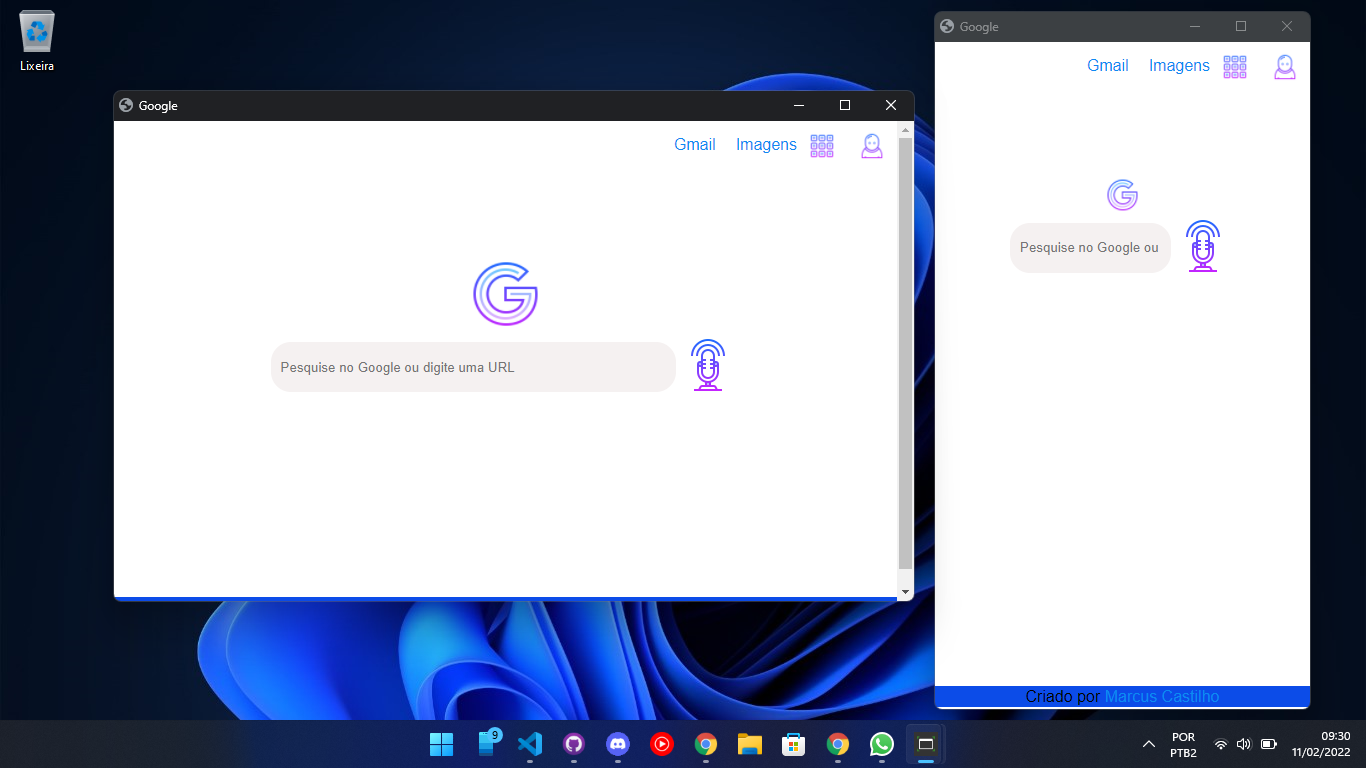 Lixeira
Google
Gmail Imagens
Pesquise no Google ou digite uma URL
Google
Gmail Imagens
Pesquise no Google ou
Criado por Marcus Castilho
9
POR
PTB2
09:30
11/02/2022